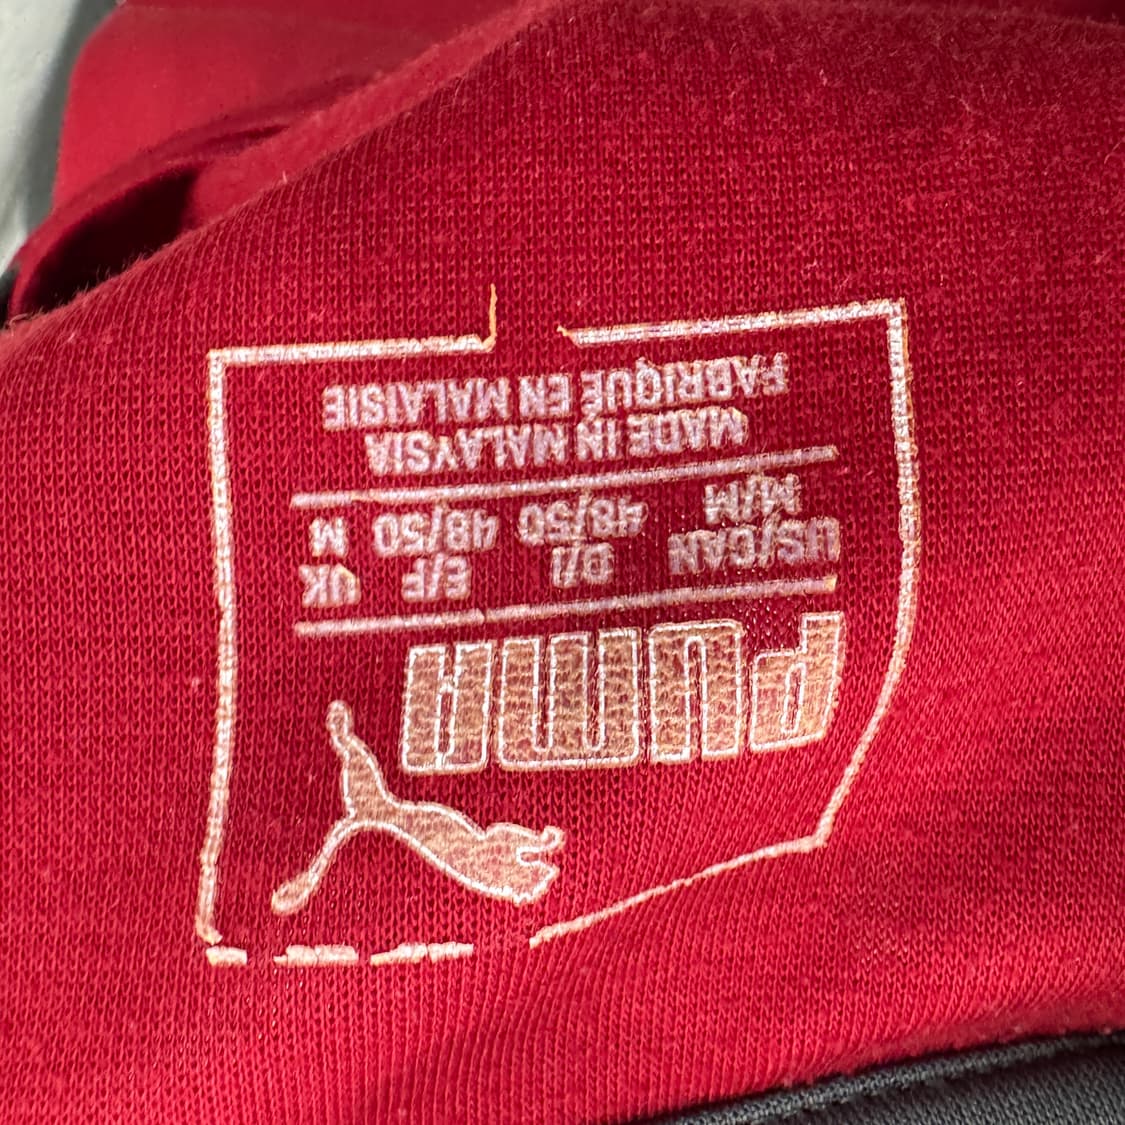 PUMA
US/CAN D/I E/F UK
M/M 48/50 48/50 M
MADE IN MALAYSIA
FABRIQUÉ EN MALAISIE